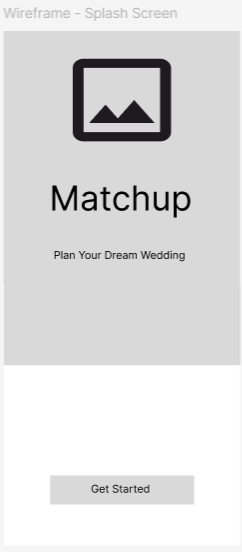 Wireframe - Splash Screen
Matchup
Plan Your Dream Wedding
Get Started